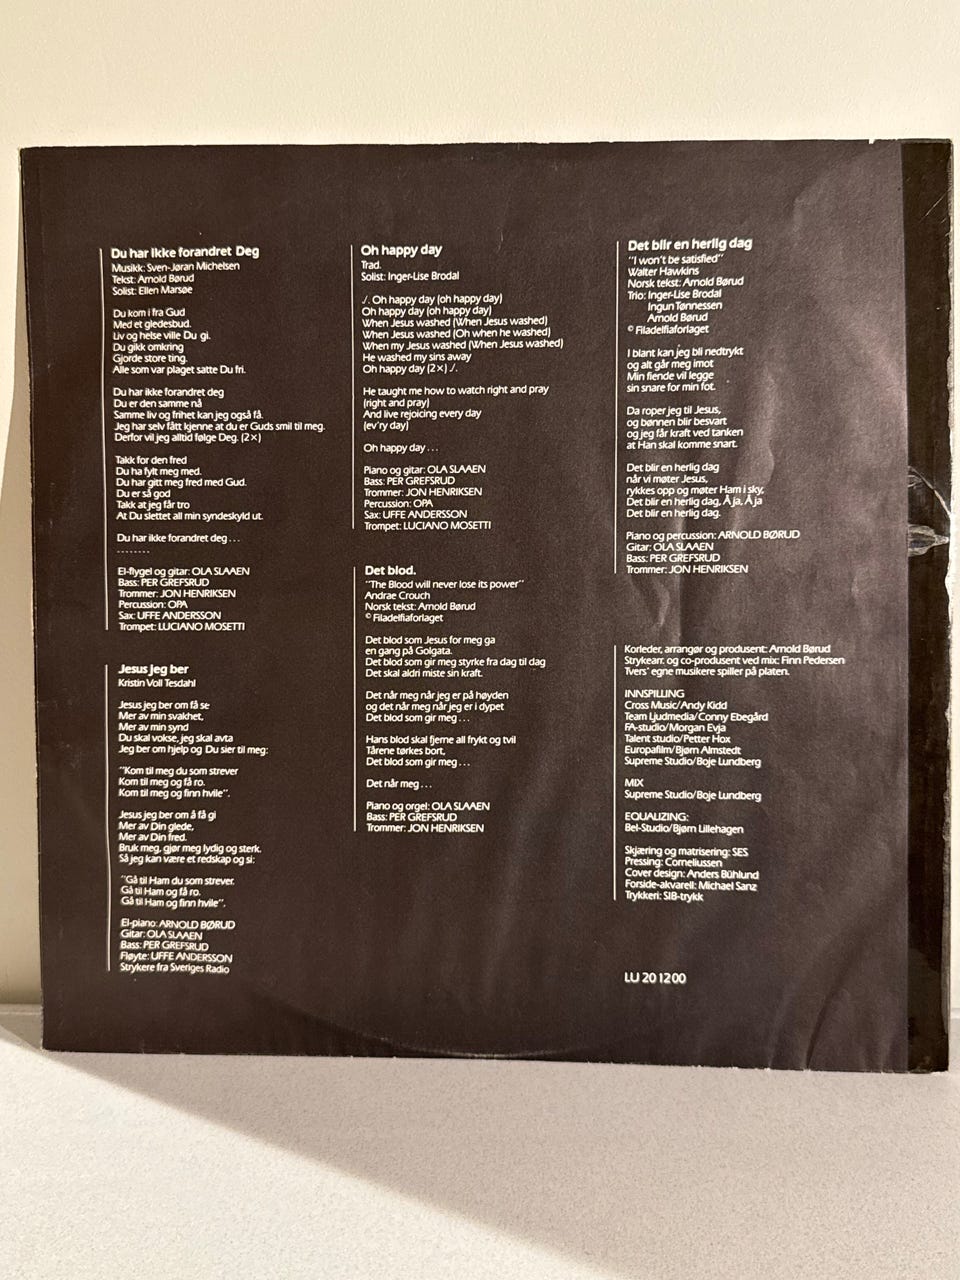 Du har ikke forandret Deg
Musikk: Sven-Jøran Michelsen
Tekst: Arnold Børud
Solist: Ellen Marsøe
Du kom i fra Gud
Med et gledesbud.
Liv og helse ville Du gi.
Du gikk omkring
Gjorde store ting.
Alle som var plaget satte Du fri.
Du har ikke forandret deg
Du er den samme nå
Samme liv og frihet kan jeg også få.
Jeg har selv fått kjenne at du er Guds smil til meg.
Derfor vil jeg alltid følge Deg. (2×)
Takk for den fred
Du ha fylt meg med.
Du har gitt meg fred med Gud.
Du er så god
Takk at jeg får tro
At Du slettet all min syndeskyld ut.
Du har ikke forandret deg . . .
- - - - - - - -
El-flygel og gitar: OLA SLAAEN
Bass: PER GREFSRUD
Trommer: JON HENRIKSEN
Percussion: OPA
Sax: UFFE ANDERSSON
Trompet: LUCIANO MOSETTI
Jesus jeg ber
Kristin Voll Tesdahl
Jesus jeg ber om få se
Mer av min svakhet,
Mer av min synd
Du skal vokse, jeg skal avta
Jeg ber om hjelp og Du sier til meg:
"Kom til meg du som strever
Kom til meg og få ro.
Kom til meg og finn hvile".
Jesus jeg ber om å få gi
Mer av Din glede,
Mer av Din fred.
Bruk meg, gjør meg lydig og sterk.
Så jeg kan være et redskap og si:
"Gå til Ham du som strever.
Gå til Ham og få ro.
Gå til Ham og finn hvile".
El-piano: ARNOLD BØRUD
Gitar: OLA SLAAEN
Bass: PER GREFSRUD
Fløyte: UFFE ANDERSSON
Strykere fra Sveriges Radio
Oh happy day
Trad.
Solist: Inger-Lise Brodal
./. Oh happy day (oh happy day)
Oh happy day (oh happy day)
When Jesus washed (When Jesus washed)
When Jesus washed (Oh when he washed)
When my Jesus washed (When Jesus washed)
He washed my sins away
Oh happy day (2×) ./.
He taught me how to watch right and pray
(right and pray)
And live rejoicing every day
(ev'ry day)
Oh happy day . . .
Piano og gitar: OLA SLAAEN
Bass: PER GREFSRUD
Trommer: JON HENRIKSEN
Percussion: OPA
Sax: UFFE ANDERSSON
Trompet: LUCIANO MOSETTI
Det blod.
"The Blood will never lose its power"
Andrae Crouch
Norsk tekst: Arnold Børud
© Filadelfiaforlaget
Det blod som Jesus for meg ga
en gang på Golgata.
Det blod som gir meg styrke fra dag til dag
Det skal aldri miste sin kraft.
Det når meg når jeg er på høyden
og det når meg når jeg er i dypet
Det blod som gir meg . . .
Hans blod skal fjerne all frykt og tvil
Tårene tørkes bort,
Det blod som gir meg . . .
Det når meg . . .
Piano og orgel: OLA SLAAEN
Bass: PER GREFSRUD
Trommer: JON HENRIKSEN
Det blir en herlig dag
"I won't be satisfied"
Walter Hawkins
Norsk tekst: Arnold Børud
Trio: Inger-Lise Brodal
Ingun Tønnessen
Arnold Børud
© Filadelfiaforlaget
I blant kan jeg bli nedtrykt
og alt går meg imot
Min fiende vil legge
sin snare for min fot.
Da roper jeg til Jesus,
og bønnen blir besvart
og jeg får kraft ved tanken
at Han skal komme snart.
Det blir en herlig dag
når vi møter Jesus,
rykkes opp og møter Ham i sky,
Det blir en herlig dag, Å ja, Å ja
Det blir en herlig dag.
Piano og percussion: ARNOLD BØRUD
Gitar: OLA SLAAEN
Bass: PER GREFSRUD
Trommer: JON HENRIKSEN
Korleder, arrangør og produsent: Arnold Børud
Strykearr. og co-produsent ved mix: Finn Pedersen
Tvers' egne musikere spiller på platen.
INNSPILLING
Cross Music/Andy Kidd
Team Ljudmedia/Conny Ebegård
FA-studio/Morgan Evja
Talent studio/Petter Hox
Europafilm/Bjørn Almstedt
Supreme Studio/Boje Lundberg
MIX
Supreme Studio/Boje Lundberg
EQUALIZING:
Bel-Studio/Bjørn Lillehagen
Skjæring og matrisering: SES
Pressing: Corneliussen
Cover design: Anders Bühlund
Forside-akvarell: Michael Sanz
Trykkeri: SIB-trykk
LU 20 1200